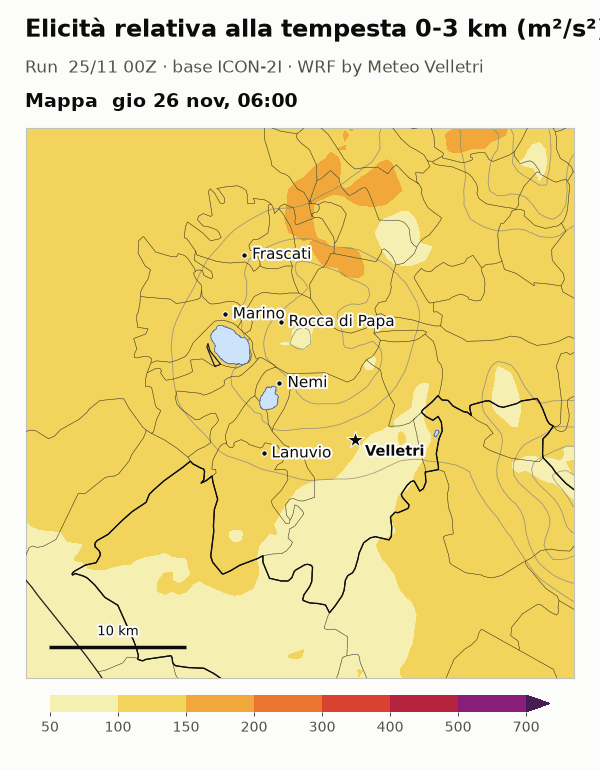 Elicità relativa alla tempesta 0-3 km (m²/s²)
Run  25/11 00Z · base ICON-2I · WRF by Meteo Velletri
Mappa  gio 26 nov, 06:00
Frascati
Marino
Rocca di Papa
Nemi
Velletri
Lanuvio
10 km
50 100 150 200 300 400 500 700